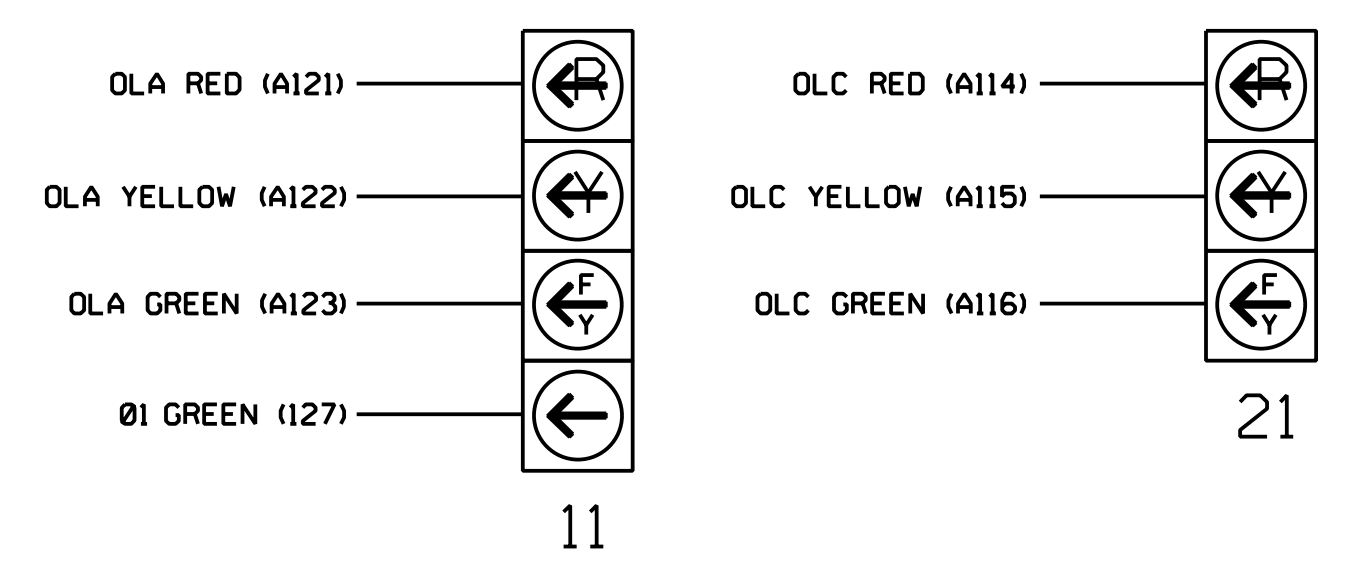 OLA RED (A121)
R
OLA YELLOW (A122)
Y
OLA GREEN (A123)
F
Y
Ø1 GREEN (127)
11
OLC RED (A114)
R
OLC YELLOW (A115)
Y
OLC GREEN (A116)
F
Y
21